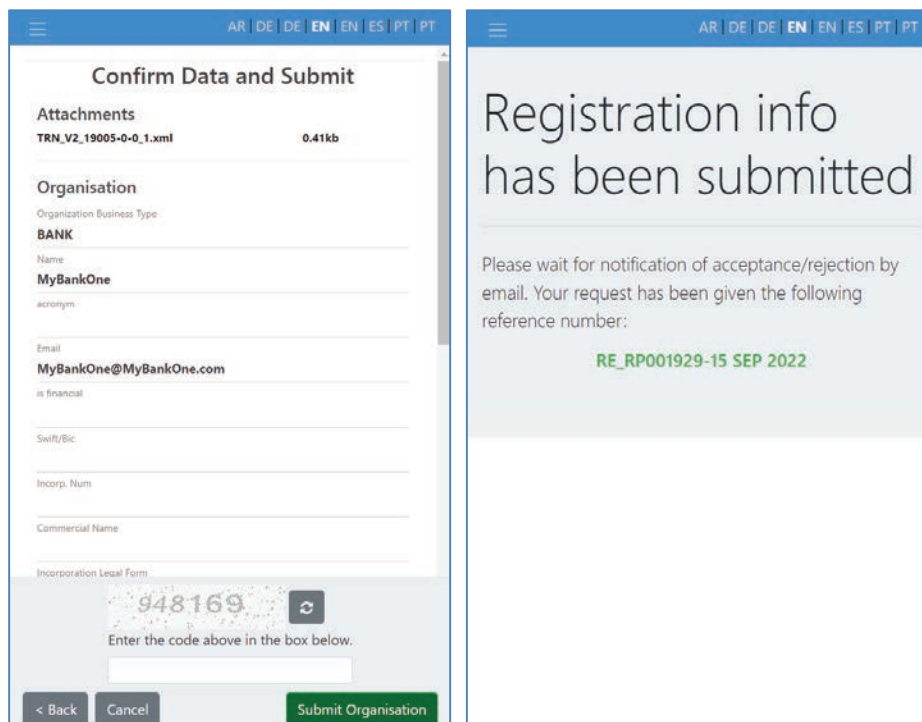 AR | DE | DE | EN | EN | ES | PT | PT
Confirm Data and Submit
Attachments
TRN_V2_19005-0-0_1.xml 0.41kb
Organisation
Organization Business Type
BANK
Name
MyBankOne
acronym
Email
MyBankOne@MyBankOne.com
is financial
Swift/Bic
Incorp. Num
Commercial Name
Incorporation Legal Form
948169
Enter the code above in the box below.
< Back Cancel Submit Organisation
AR | DE | DE | EN | EN | ES | PT | PT
Registration info
has been submitted
Please wait for notification of acceptance/rejection by
email. Your request has been given the following
reference number:
RE_RP001929-15 SEP 2022